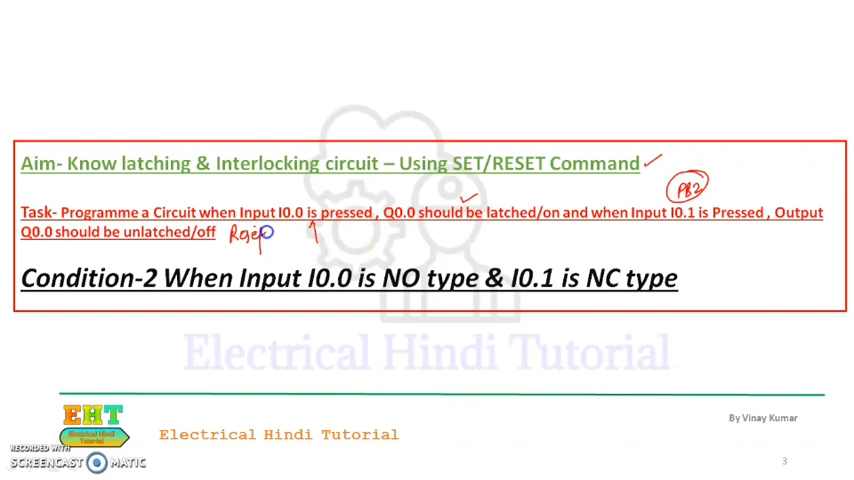 Aim- Know latching & Interlocking circuit – Using SET/RESET Command
PB2
Task- Programme a Circuit when Input I0.0 is pressed , Q0.0 should be latched/on and when Input I0.1 is Pressed , Output
Q0.0 should be unlatched/off
Condition-2 When Input I0.0 is NO type & I0.1 is NC type
Electrical Hindi Tutorial
EHT
Electrical Hindi
Tutorial
Electrical Hindi Tutorial
By Vinay Kumar
RECORDED WITH
SCREENCAST MATIC
3